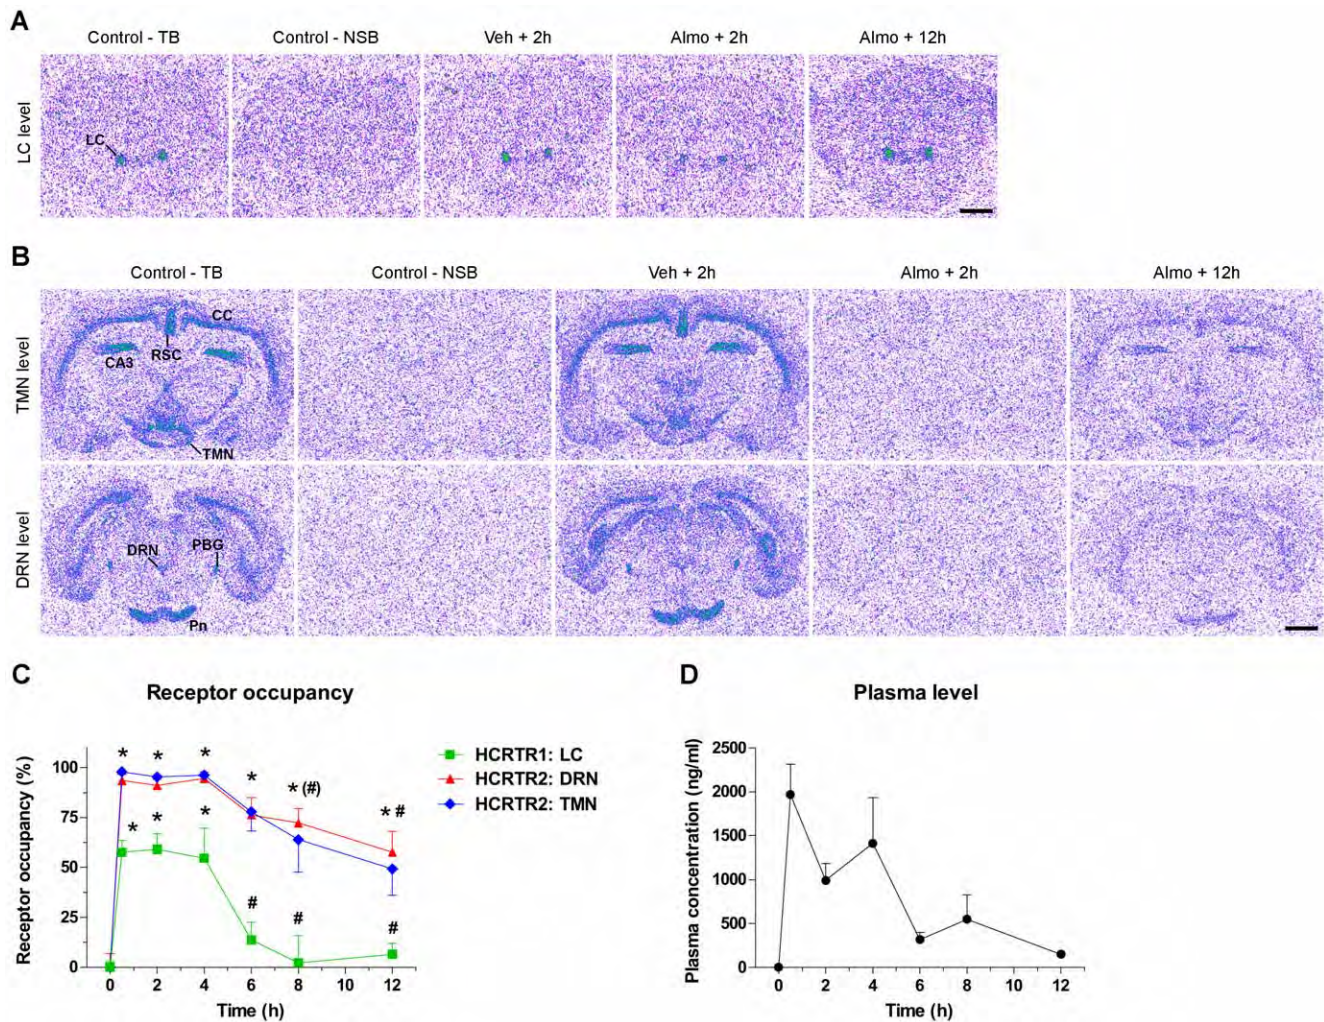 A
Control - TB Control - NSB Veh + 2h Almo + 2h Almo + 12h
LC level
LC
B
Control - TB Control - NSB Veh + 2h Almo + 2h Almo + 12h
TMN level
CC
RSC
CA3
TMN
DRN level
DRN
PBG
Pn
C
Receptor occupancy
Receptor occupancy (%)
100
75
50
25
0
* * * * * (#) * #
* * * # # #
0 2 4 6 8 10 12
Time (h)
HCRTR1: LC
HCRTR2: DRN
HCRTR2: TMN
D
Plasma level
Plasma concentration (ng/ml)
2500
2000
1500
1000
500
0
0 2 4 6 8 10 12
Time (h)